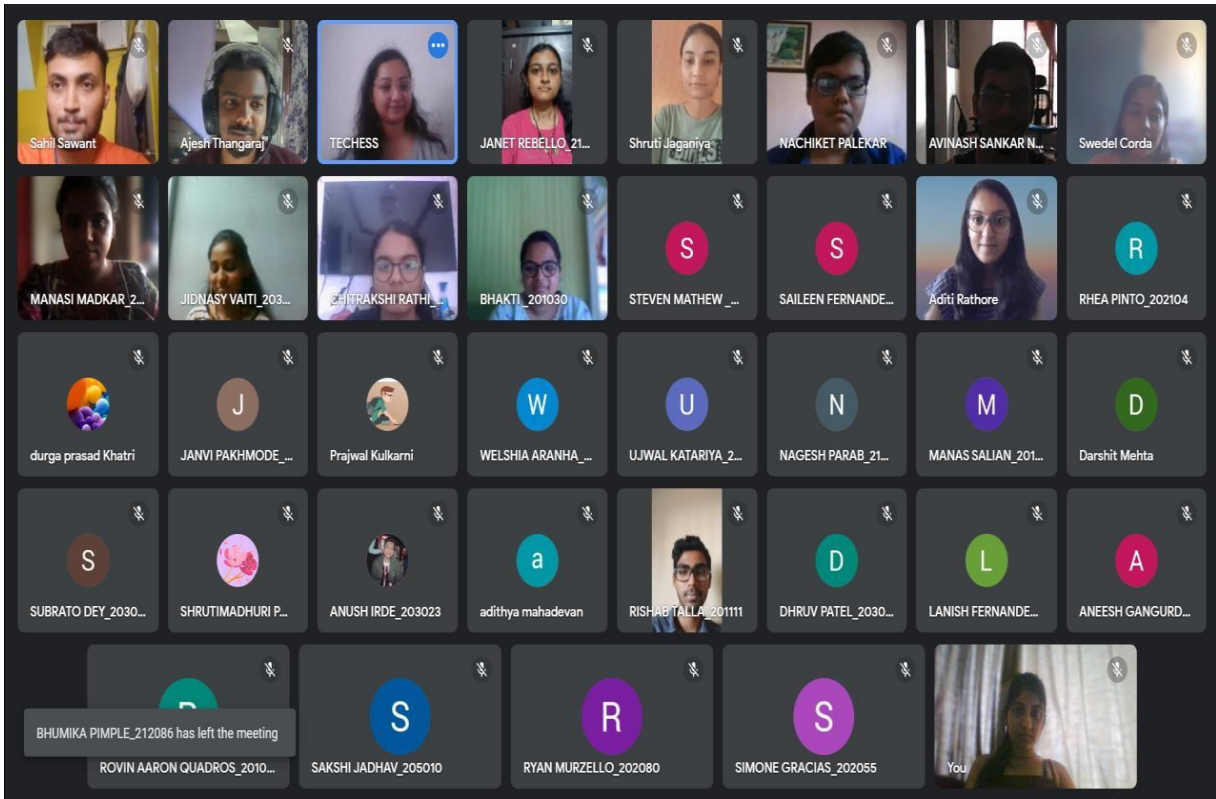 Sahil Sawant
Ajesh Thangaraj
TECHESS
JANET REBELLO_21...
Shruti Jaganiya
NACHIKET PALEKAR
AVINASH SANKAR N...
Swedel Corda
MANASI MADKAR_2...
JIDNASY VAITI_203...
CHITRAKSHI RATHI_...
BHAKTI_201030
S
STEVEN MATHEW_...
S
SAILEEN FERNANDE...
Aditi Rathore
R
RHEA PINTO_202104
durga prasad Khatri
J
JANVI PAKHMODE_...
Prajwal Kulkarni
W
WELSHIA ARANHA_...
U
UJWAL KATARIYA_2...
N
NAGESH PARAB_21...
M
MANAS SALIAN_201...
D
Darshit Mehta
S
SUBRATO DEY_2030...
SHRUTIMADHURI P...
ANUSH IRDE_203023
a
adithya mahadevan
RISHAB TALLA_201111
D
DHRUV PATEL_2030...
L
LANISH FERNANDE...
A
ANEESH GANGURD...
BHUMIKA PIMPLE_212086 has left the meeting
ROVIN AARON QUADROS_2010...
S
SAKSHI JADHAV_205010
R
RYAN MURZELLO_202080
S
SIMONE GRACIAS_202055
You